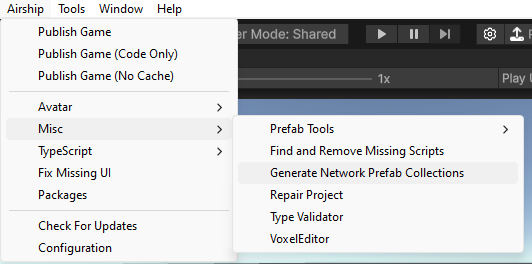 Airship Tools Window Help
Publish Game
Publish Game (Code Only)
Publish Game (No Cache)
er Mode: Shared
1x
Play
Avatar
Misc
TypeScript
Fix Missing UI
Packages
Check For Updates
Configuration
Prefab Tools
Find and Remove Missing Scripts
Generate Network Prefab Collections
Repair Project
Type Validator
VoxelEditor